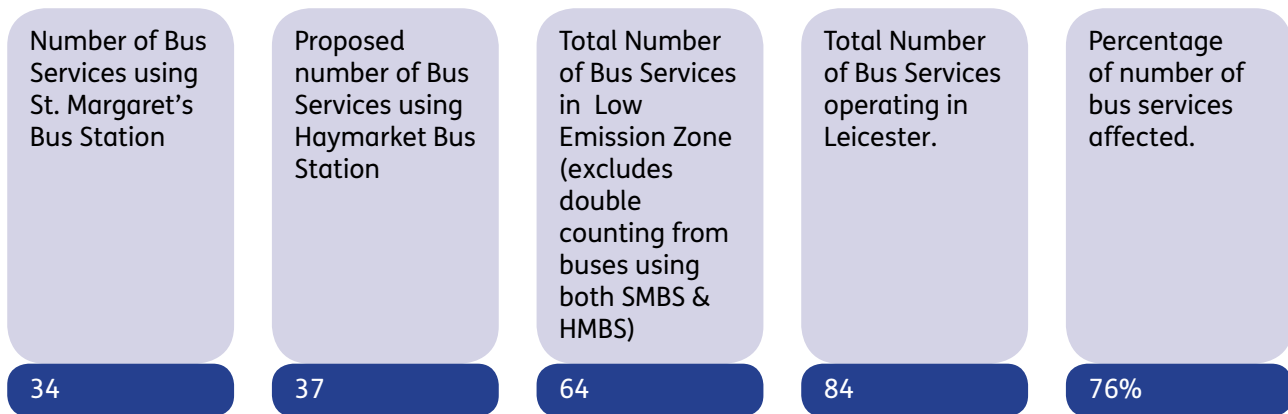 Number of Bus
Services using
St. Margaret's
Bus Station
34
Proposed
number of Bus
Services using
Haymarket Bus
Station
37
Total Number
of Bus Services
in Low
Emission Zone
(excludes
double
counting from
buses using
both SMBS &
HMBS)
64
Total Number
of Bus Services
operating in
Leicester.
84
Percentage
of number of
bus services
affected.
76%